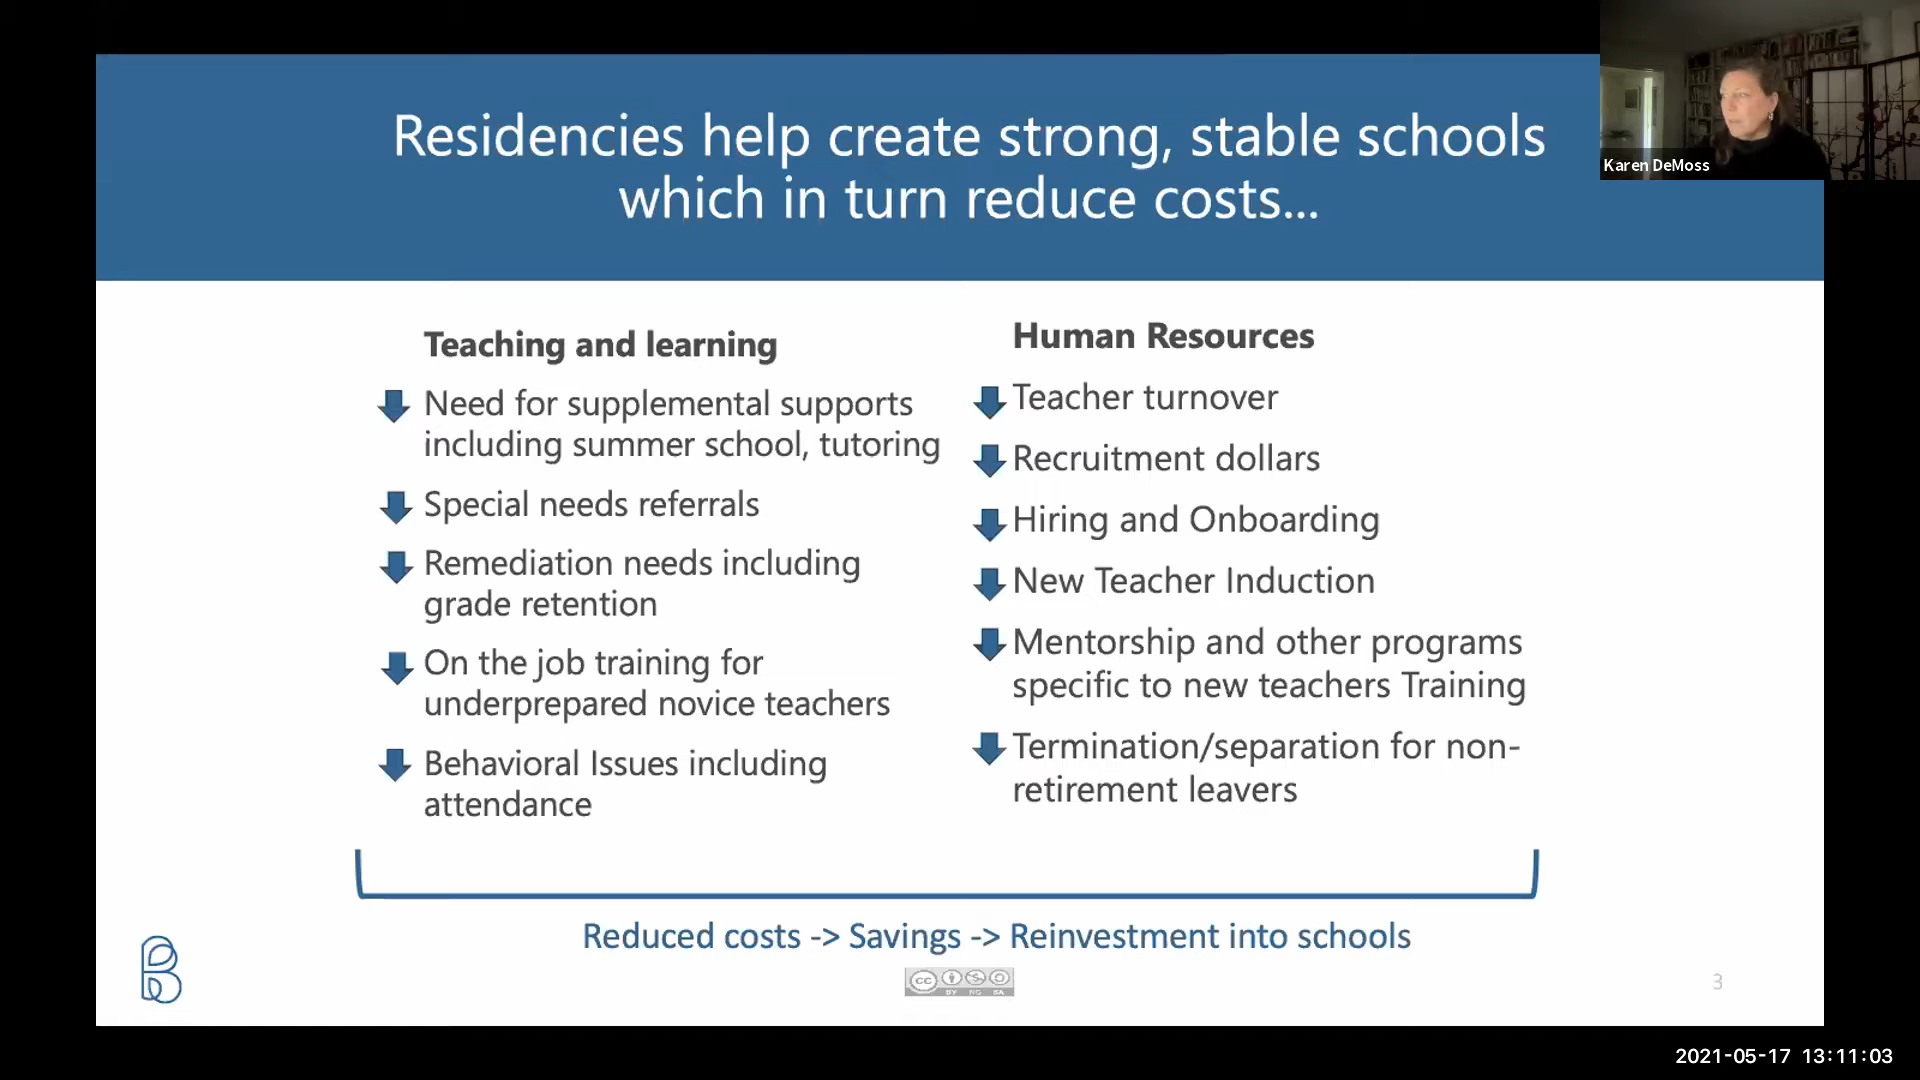 Residencies help create strong, stable schools
which in turn reduce costs...
Karen DeMoss
Teaching and learning
Need for supplemental supports
including summer school, tutoring
Special needs referrals
Remediation needs including
grade retention
On the job training for
underprepared novice teachers
Behavioral Issues including
attendance
Human Resources
Teacher turnover
Recruitment dollars
Hiring and Onboarding
New Teacher Induction
Mentorship and other programs
specific to new teachers Training
Termination/separation for non-
retirement leavers
Reduced costs -> Savings -> Reinvestment into schools
CC BY NC SA
3
2021-05-17 13:11:03